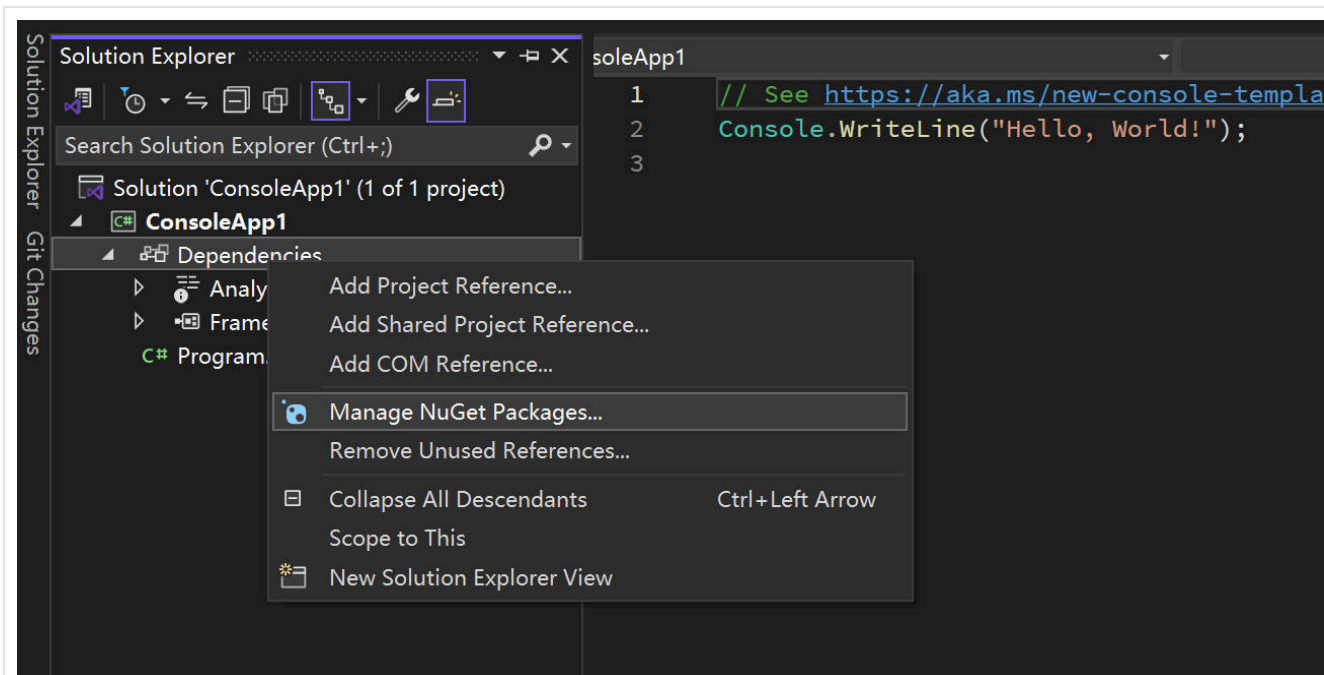 Solution Explorer
Git Changes
Solution Explorer
Search Solution Explorer (Ctrl+;)
Solution 'ConsoleApp1' (1 of 1 project)
C# ConsoleApp1
Dependencies
Analy
Frame
C# Program.
Add Project Reference...
Add Shared Project Reference...
Add COM Reference...
Manage NuGet Packages...
Remove Unused References...
Collapse All Descendants Ctrl+Left Arrow
Scope to This
New Solution Explorer View
soleApp1
1 // See https://aka.ms/new-console-templa
2 Console.WriteLine("Hello, World!");
3